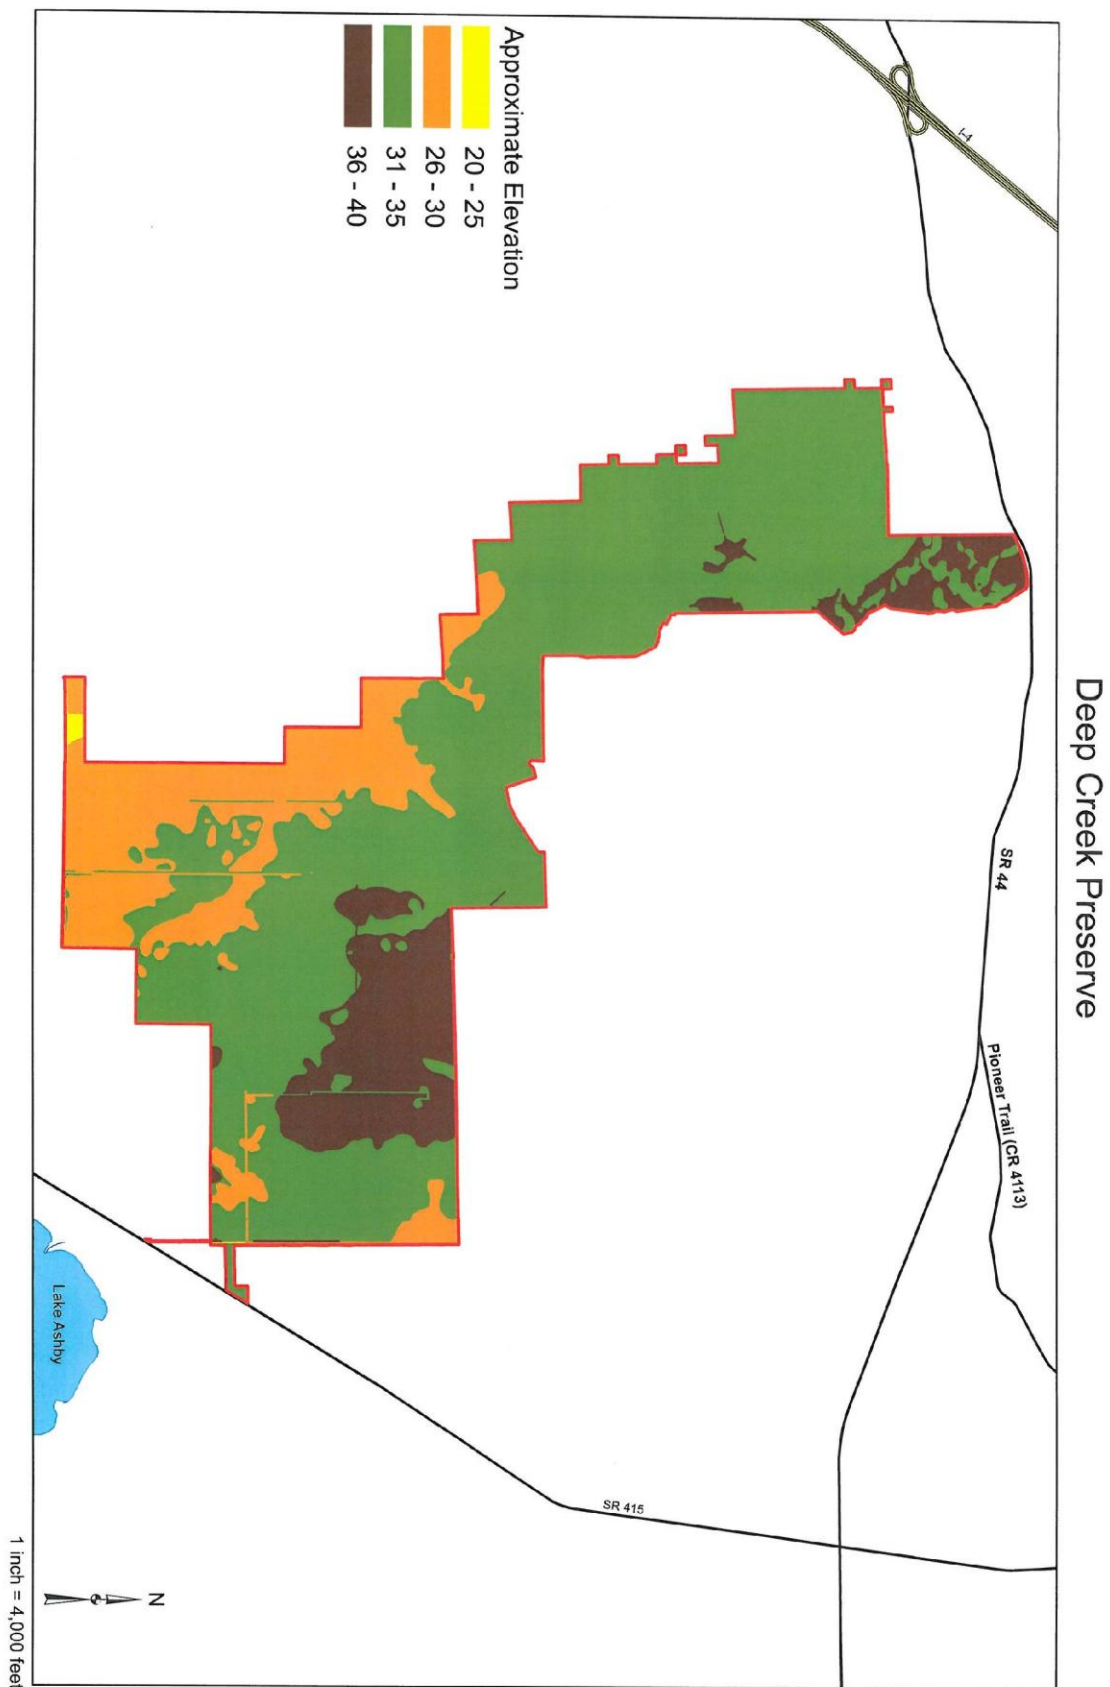 Deep Creek Preserve
I-4
SR 44
Pioneer Trail (CR 4113)
SR 415
Lake Ashby
Approximate Elevation
20 - 25
26 - 30
31 - 35
36 - 40
N
1 inch = 4,000 feet